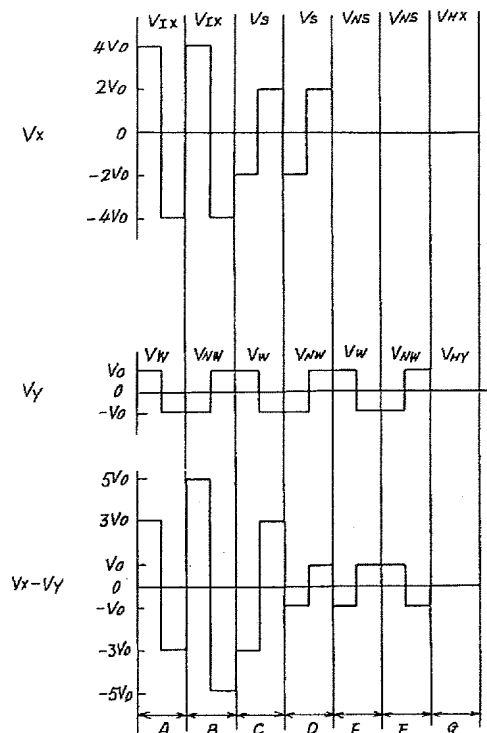 VIX VIX VS VS VNS VNS VHX
4V0
2V0
VX 0
-2V0
-4V0
VW VNW VW VNW VW VNW VHY
V0
VY 0
-V0
5V0
3V0
V0
VX-VY 0
-V0
-3V0
-5V0
A B C D E F G